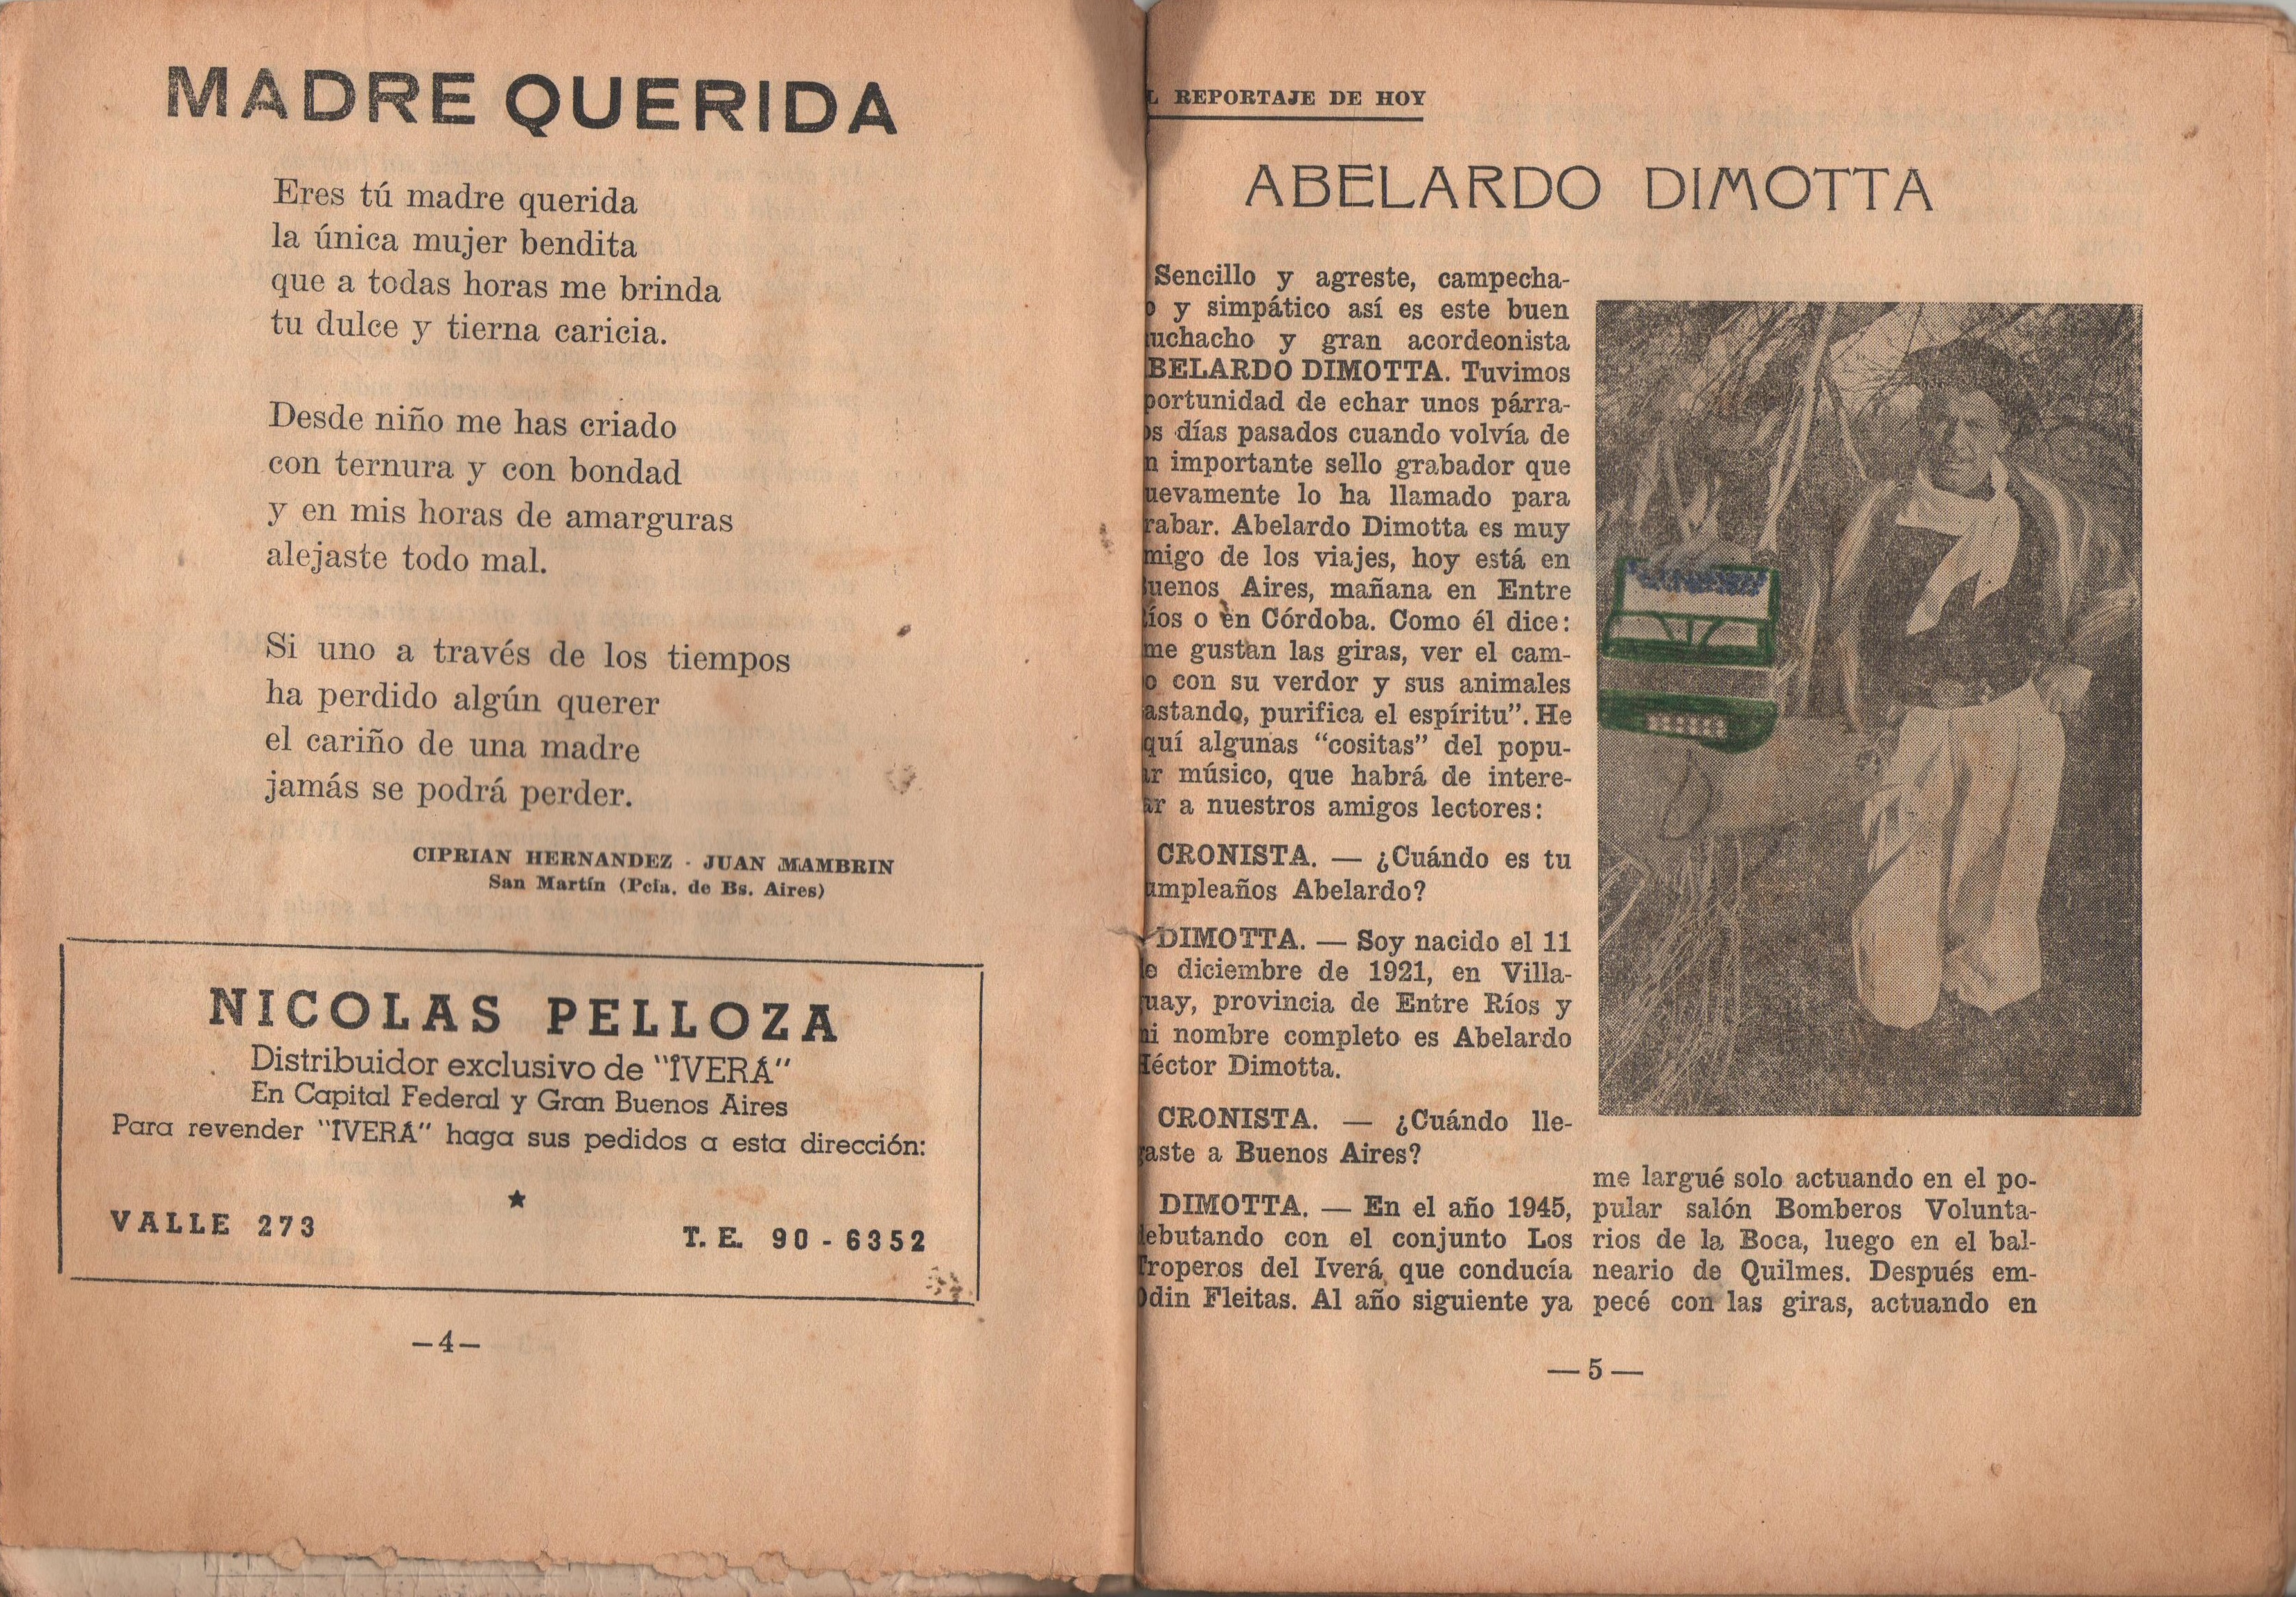 MADRE QUERIDA
Eres tú madre querida
la única mujer bendita
que a todas horas me brinda
tu dulce y tierna caricia.
Desde niño me has criado
con ternura y con bondad
y en mis horas de amarguras
alejaste todo mal.
Si uno a través de los tiempos
ha perdido algún querer
el cariño de una madre
jamás se podrá perder.
CIPRIAN HERNANDEZ - JUAN MAMBRIN
San Martín (Pcia. de Bs. Aires)
NICOLAS PELLOZA
Distribuidor exclusivo de "IVERÁ"
En Capital Federal y Gran Buenos Aires
Para revender "IVERÁ" haga sus pedidos a esta dirección:
★
VALLE 273
T. E. 90 - 6352
—4—
L REPORTAJE DE HOY
ABELARDO DIMOTTA
Sencillo y agreste, campecha-
o y simpático así es este buen
uchacho y gran acordeonista
BELARDO DIMOTTA. Tuvimos
portunidad de echar unos párra-
os días pasados cuando volvía de
n importante sello grabador que
uevamente lo ha llamado para
rabar. Abelardo Dimotta es muy
migo de los viajes, hoy está en
uenos Aires, mañana en Entre
íos o en Córdoba. Como él dice:
me gustan las giras, ver el cam-
o con su verdor y sus animales
astando, purifica el espíritu". He
quí algunas "cositas" del popu-
ar músico, que habrá de intere-
ar a nuestros amigos lectores:
CRONISTA. — ¿Cuándo es tu
umpleaños Abelardo?
DIMOTTA. — Soy nacido el 11
e diciembre de 1921, en Villa-
uay, provincia de Entre Ríos y
mi nombre completo es Abelardo
Héctor Dimotta.
CRONISTA. — ¿Cuándo lle-
gaste a Buenos Aires?
DIMOTTA. — En el año 1945,
debutando con el conjunto Los
Troperos del Iverá que conducía
Odin Fleitas. Al año siguiente ya
me largué solo actuando en el po-
pular salón Bomberos Volunta-
rios de la Boca, luego en el bal-
neario de Quilmes. Después em-
pecé con las giras, actuando en
— 5 —